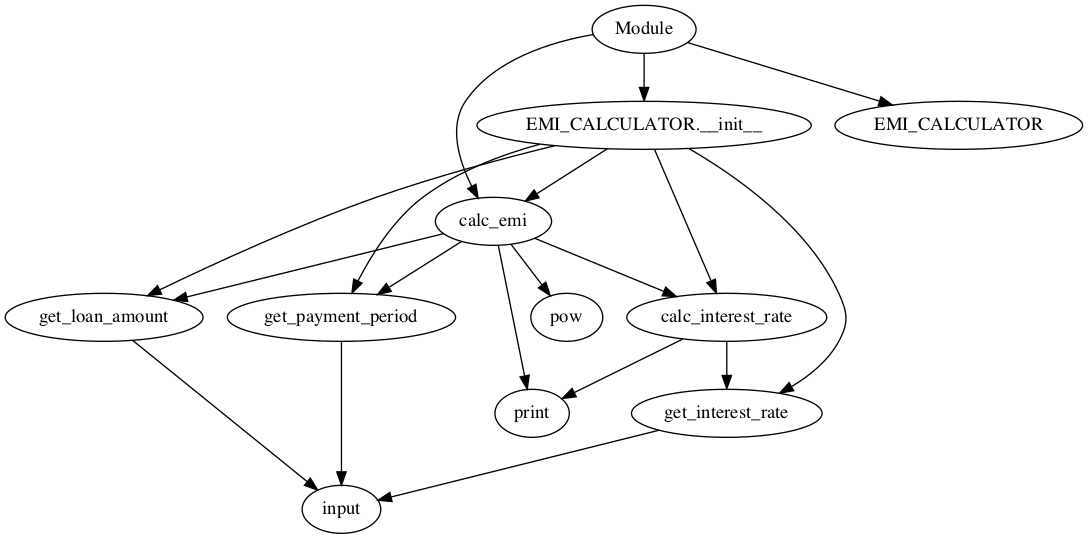 Module
EMI_CALCULATOR.__init__
EMI_CALCULATOR
calc_emi
get_loan_amount
get_payment_period
pow
calc_interest_rate
print
get_interest_rate
input